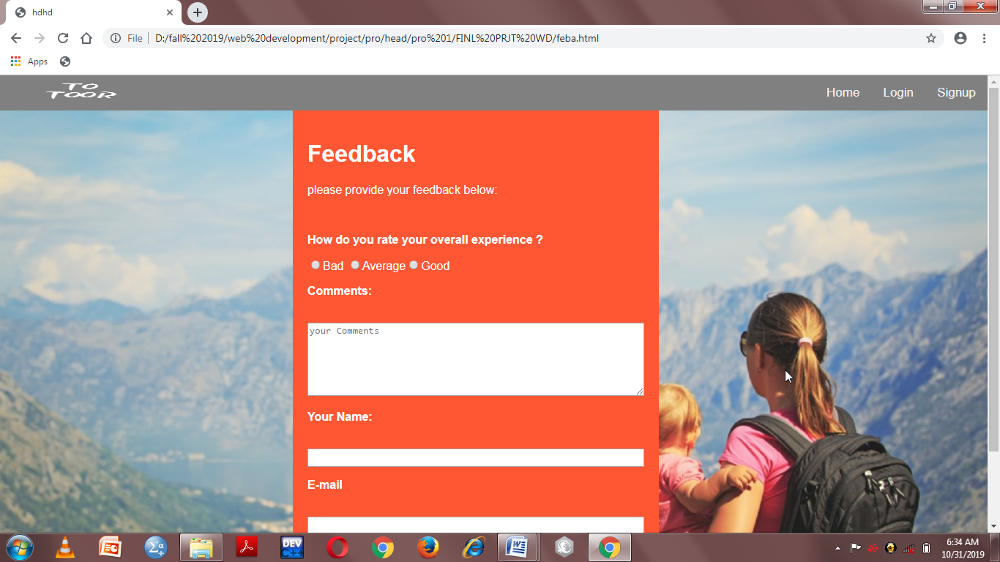 hdhd
File D:/fall%202019/web%20development/project/pro/head/pro%201/FINL%20PRJT%20WD/feba.html
Apps
TO
TOOR
Home Login Signup
Feedback
please provide your feedback below:
How do you rate your overall experience ?
Bad Average Good
Comments:
your Comments
Your Name:
E-mail
DEV
C++
6:34 AM
10/31/2019